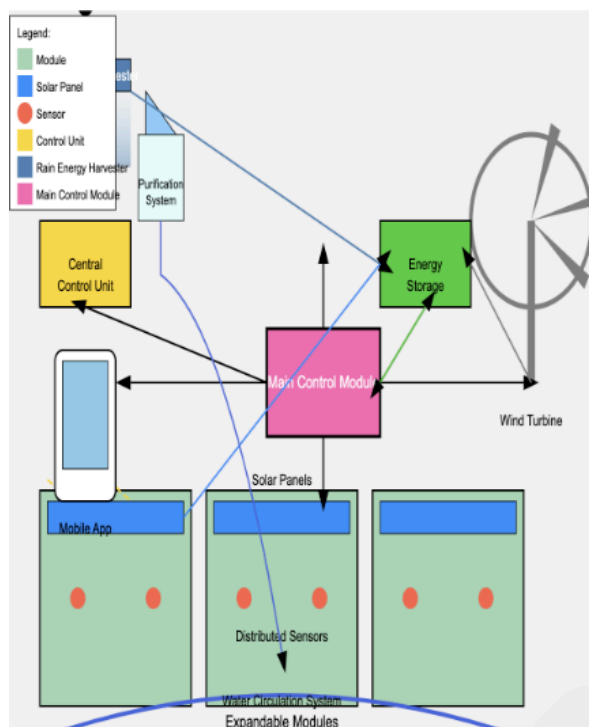 Legend:
Module
Solar Panel
Sensor
Control Unit
Rain Energy Harvester
Main Control Module
Purification
System
Central
Control Unit
Energy
Storage
Main Control Modul
Wind Turbine
Solar Panels
Mobile App
Distributed Sensors
Water Circulation System
Expandable Modules